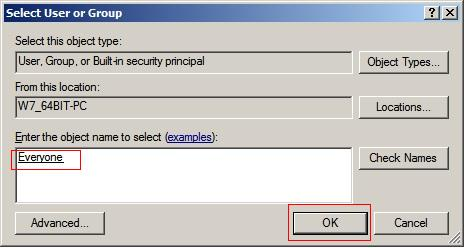 Select User or Group
Select this object type:
User, Group, or Built-in security principal
Object Types...
From this location:
W7_64BIT-PC
Locations...
Enter the object name to select (examples):
Everyone
Check Names
Advanced...
OK
Cancel